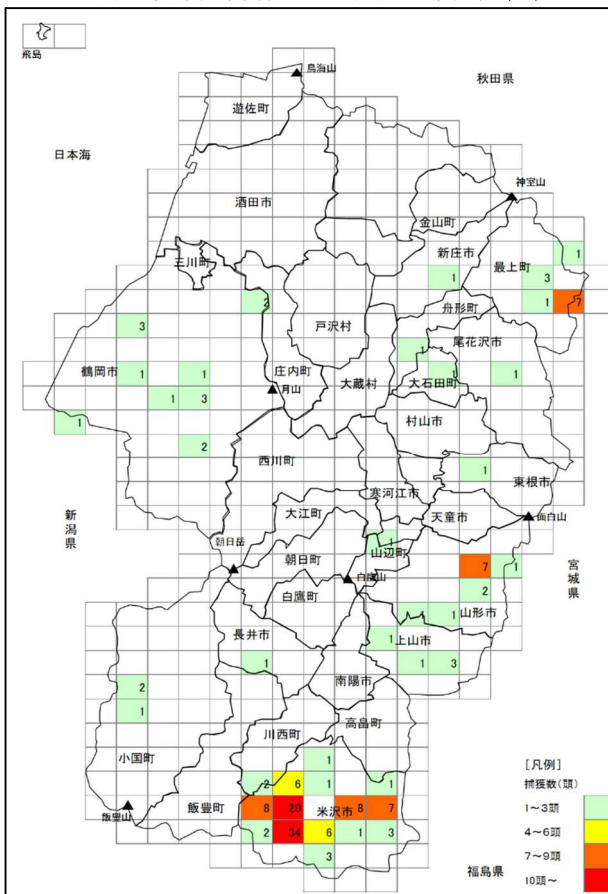 飛島
鳥海山
秋田県
遊佐町
日本海
酒田市
神室山
金山町
新庄市
最上町
三川町
1
1
3
2
舟形町
1
7
3
戸沢村
尾花沢市
1
鶴岡市
1
1
庄内町
大蔵村
大石田町
1
1
月山
1
3
1
村山市
2
西川町
1
寒河江市
東根市
新潟県
大江町
天童市
面白山
朝日岳
1
山辺町
宮城県
朝日町
7
1
白鷹山
2
白鷹町
1
1
山形市
長井市
1
上山市
1
1
3
南陽市
2
1
高畠町
川西町
小国町
1
[凡例]
捕獲数(頭)
2
6
1
1
飯豊山
飯豊町
8
20
米沢市
8
7
1~3頭
2
34
6
1
3
4~6頭
3
7~9頭
福島県
10頭~